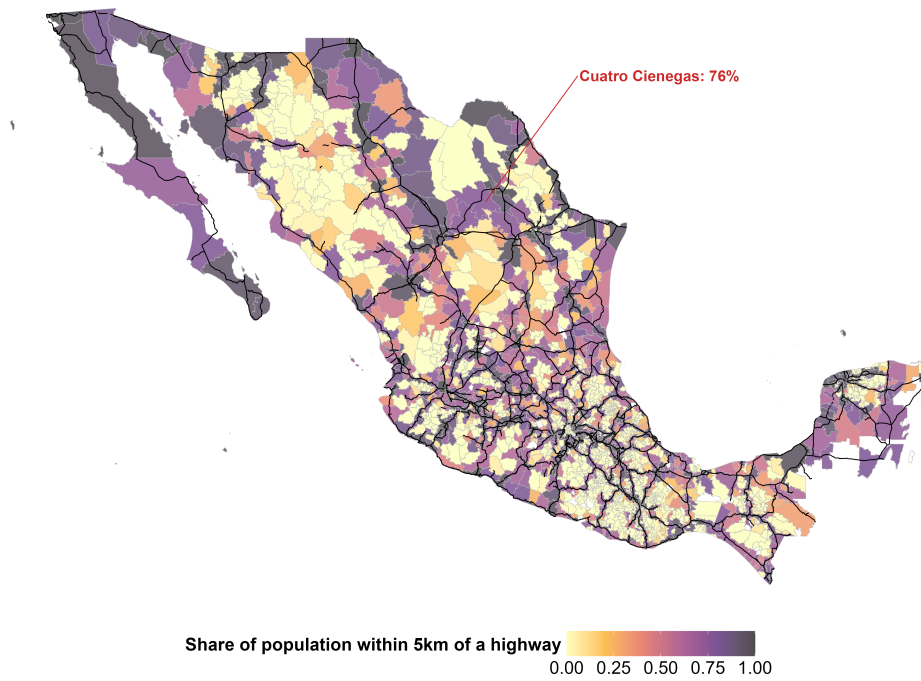 Cuatro Cienegas: 76%
Share of population within 5km of a highway
0.00 0.25 0.50 0.75 1.00